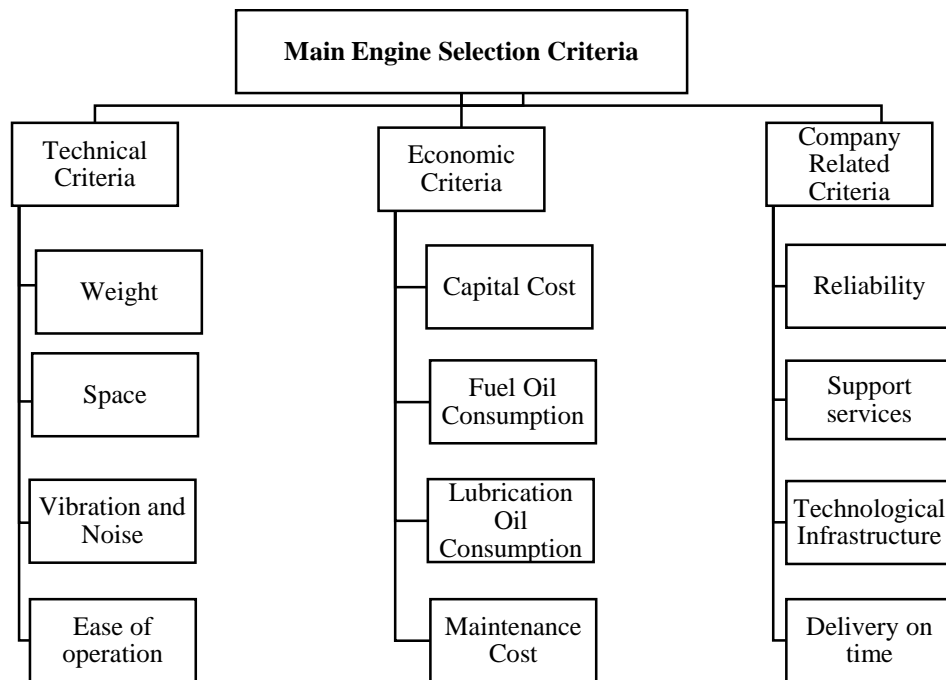 Main Engine Selection Criteria
Technical
Criteria
Weight
Space
Vibration and
Noise
Ease of
operation
Economic
Criteria
Capital Cost
Fuel Oil
Consumption
Lubrication
Oil
Consumption
Maintenance
Cost
Company
Related
Criteria
Reliability
Support
services
Technological
Infrastructure
Delivery on
time